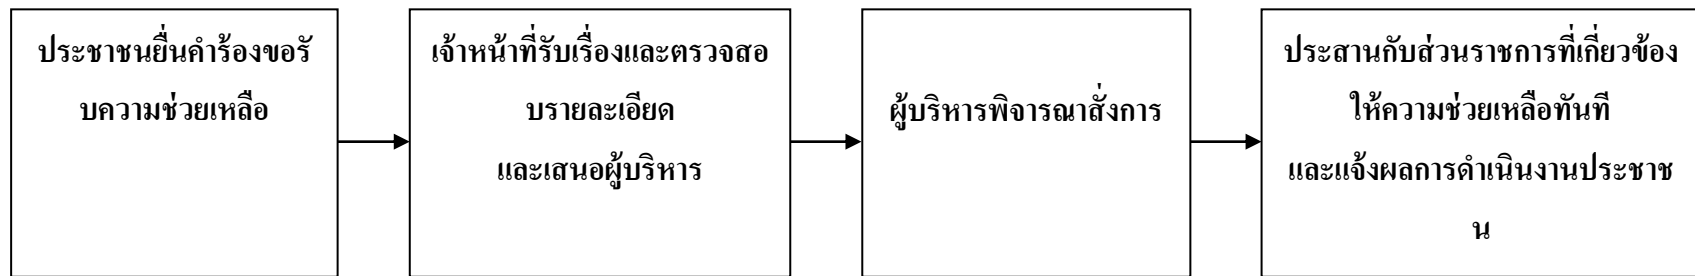 ประชาชนยื่นคำร้องขอรั
บความช่วยเหลือ
เจ้าหน้าที่รับเรื่องและตรวจสอ
บรายละเอียด
และเสนอผู้บริหาร
ผู้บริหารพิจารณาสั่งการ
ประสานกับส่วนราชการที่เกี่ยวข้อง
ให้ความช่วยเหลือทันที
และแจ้งผลการดำเนินงานประชาช
น